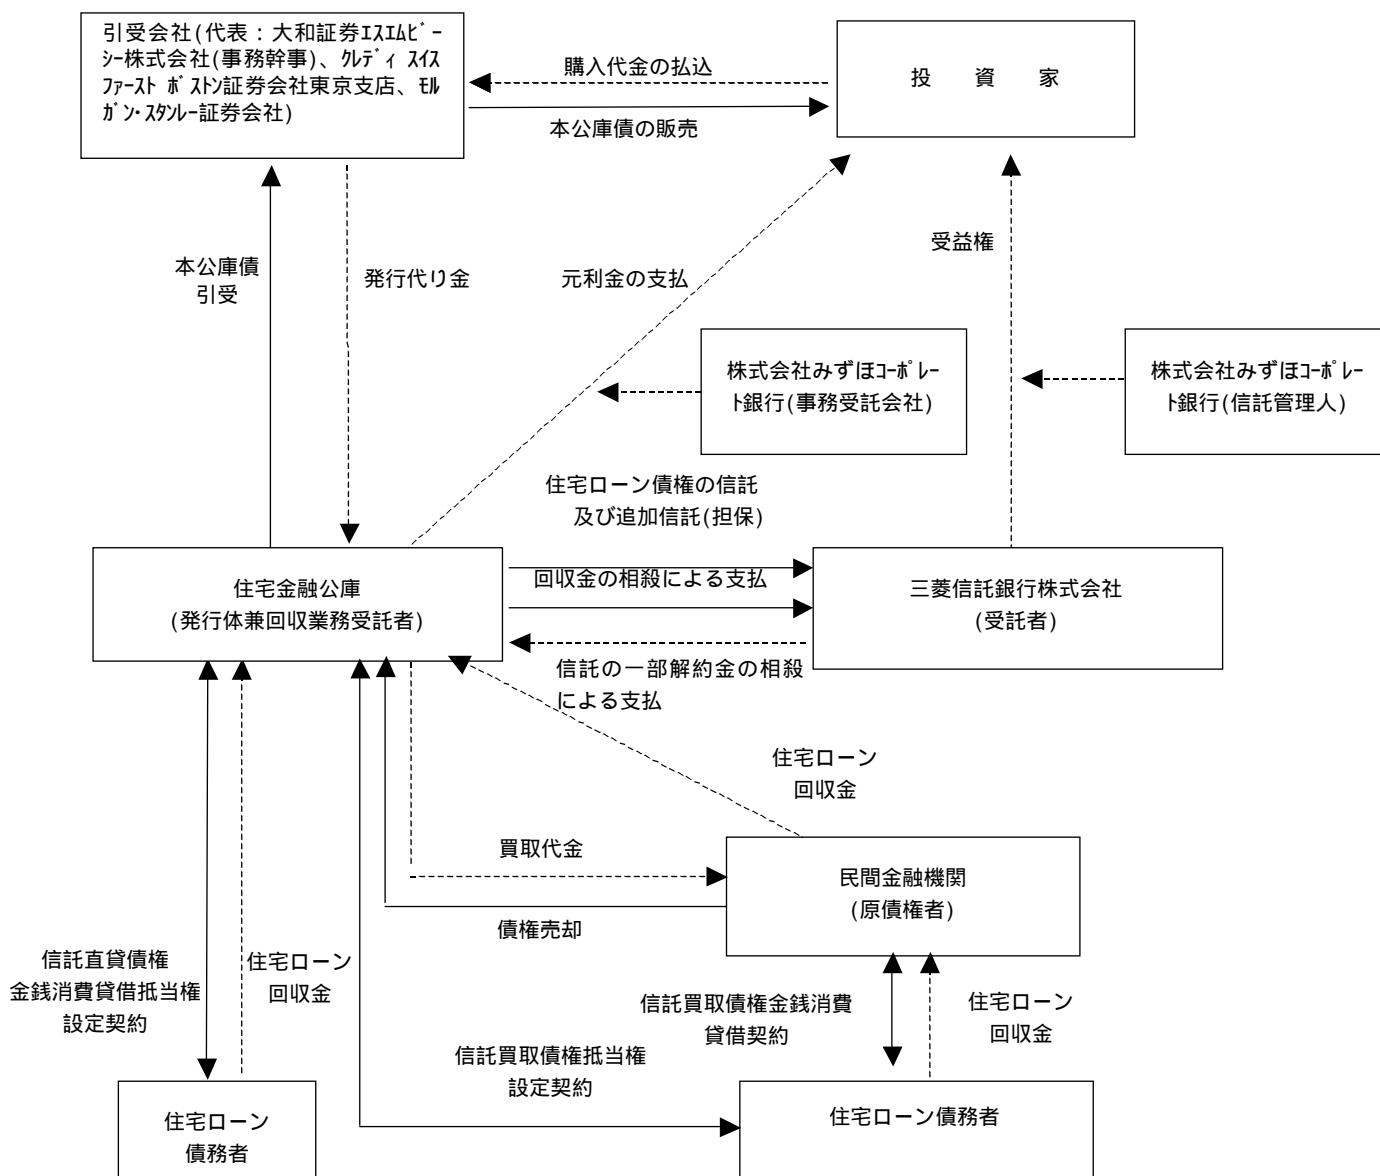 引受会社(代表：大和証券ｴｽｴﾑﾋﾞｰ
ｼｰ株式会社(事務幹事)、ｸﾚﾃﾞｨ ｽｲｽ
ﾌｧｰｽﾄ ﾎﾞｽﾄﾝ証券会社東京支店、ﾓﾙ
ｶﾞﾝ･ｽﾀﾝﾚｰ証券会社)
購入代金の払込
本公庫債の販売
投　資　家
本公庫債
引受
発行代り金
元利金の支払
受益権
株式会社みずほｺｰﾎﾟﾚｰ
ﾄ銀行(事務受託会社)
株式会社みずほｺｰﾎﾟﾚｰ
ﾄ銀行(信託管理人)
住宅ローン債権の信託
及び追加信託(担保)
住宅金融公庫
(発行体兼回収業務受託者)
回収金の相殺による支払
三菱信託銀行株式会社
(受託者)
信託の一部解約金の相殺
による支払
住宅ローン
回収金
買取代金
民間金融機関
(原債権者)
債権売却
信託直貸債権
金銭消費貸借抵当権
設定契約
住宅ローン
回収金
信託買取債権金銭消費
貸借契約
住宅ローン
回収金
信託買取債権抵当権
設定契約
住宅ローン
債務者
住宅ローン債務者